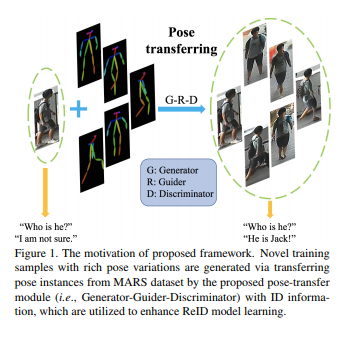 Pose
transferring
G-R-D
G: Generator
R: Guider
D: Discriminator
“Who is he?”
“I am not sure.”
“Who is he?”
“He is Jack!”
Figure 1. The motivation of proposed framework. Novel training
samples with rich pose variations are generated via transferring
pose instances from MARS dataset by the proposed pose-transfer
module (i.e., Generator-Guider-Discriminator) with ID informa-
tion, which are utilized to enhance ReID model learning.